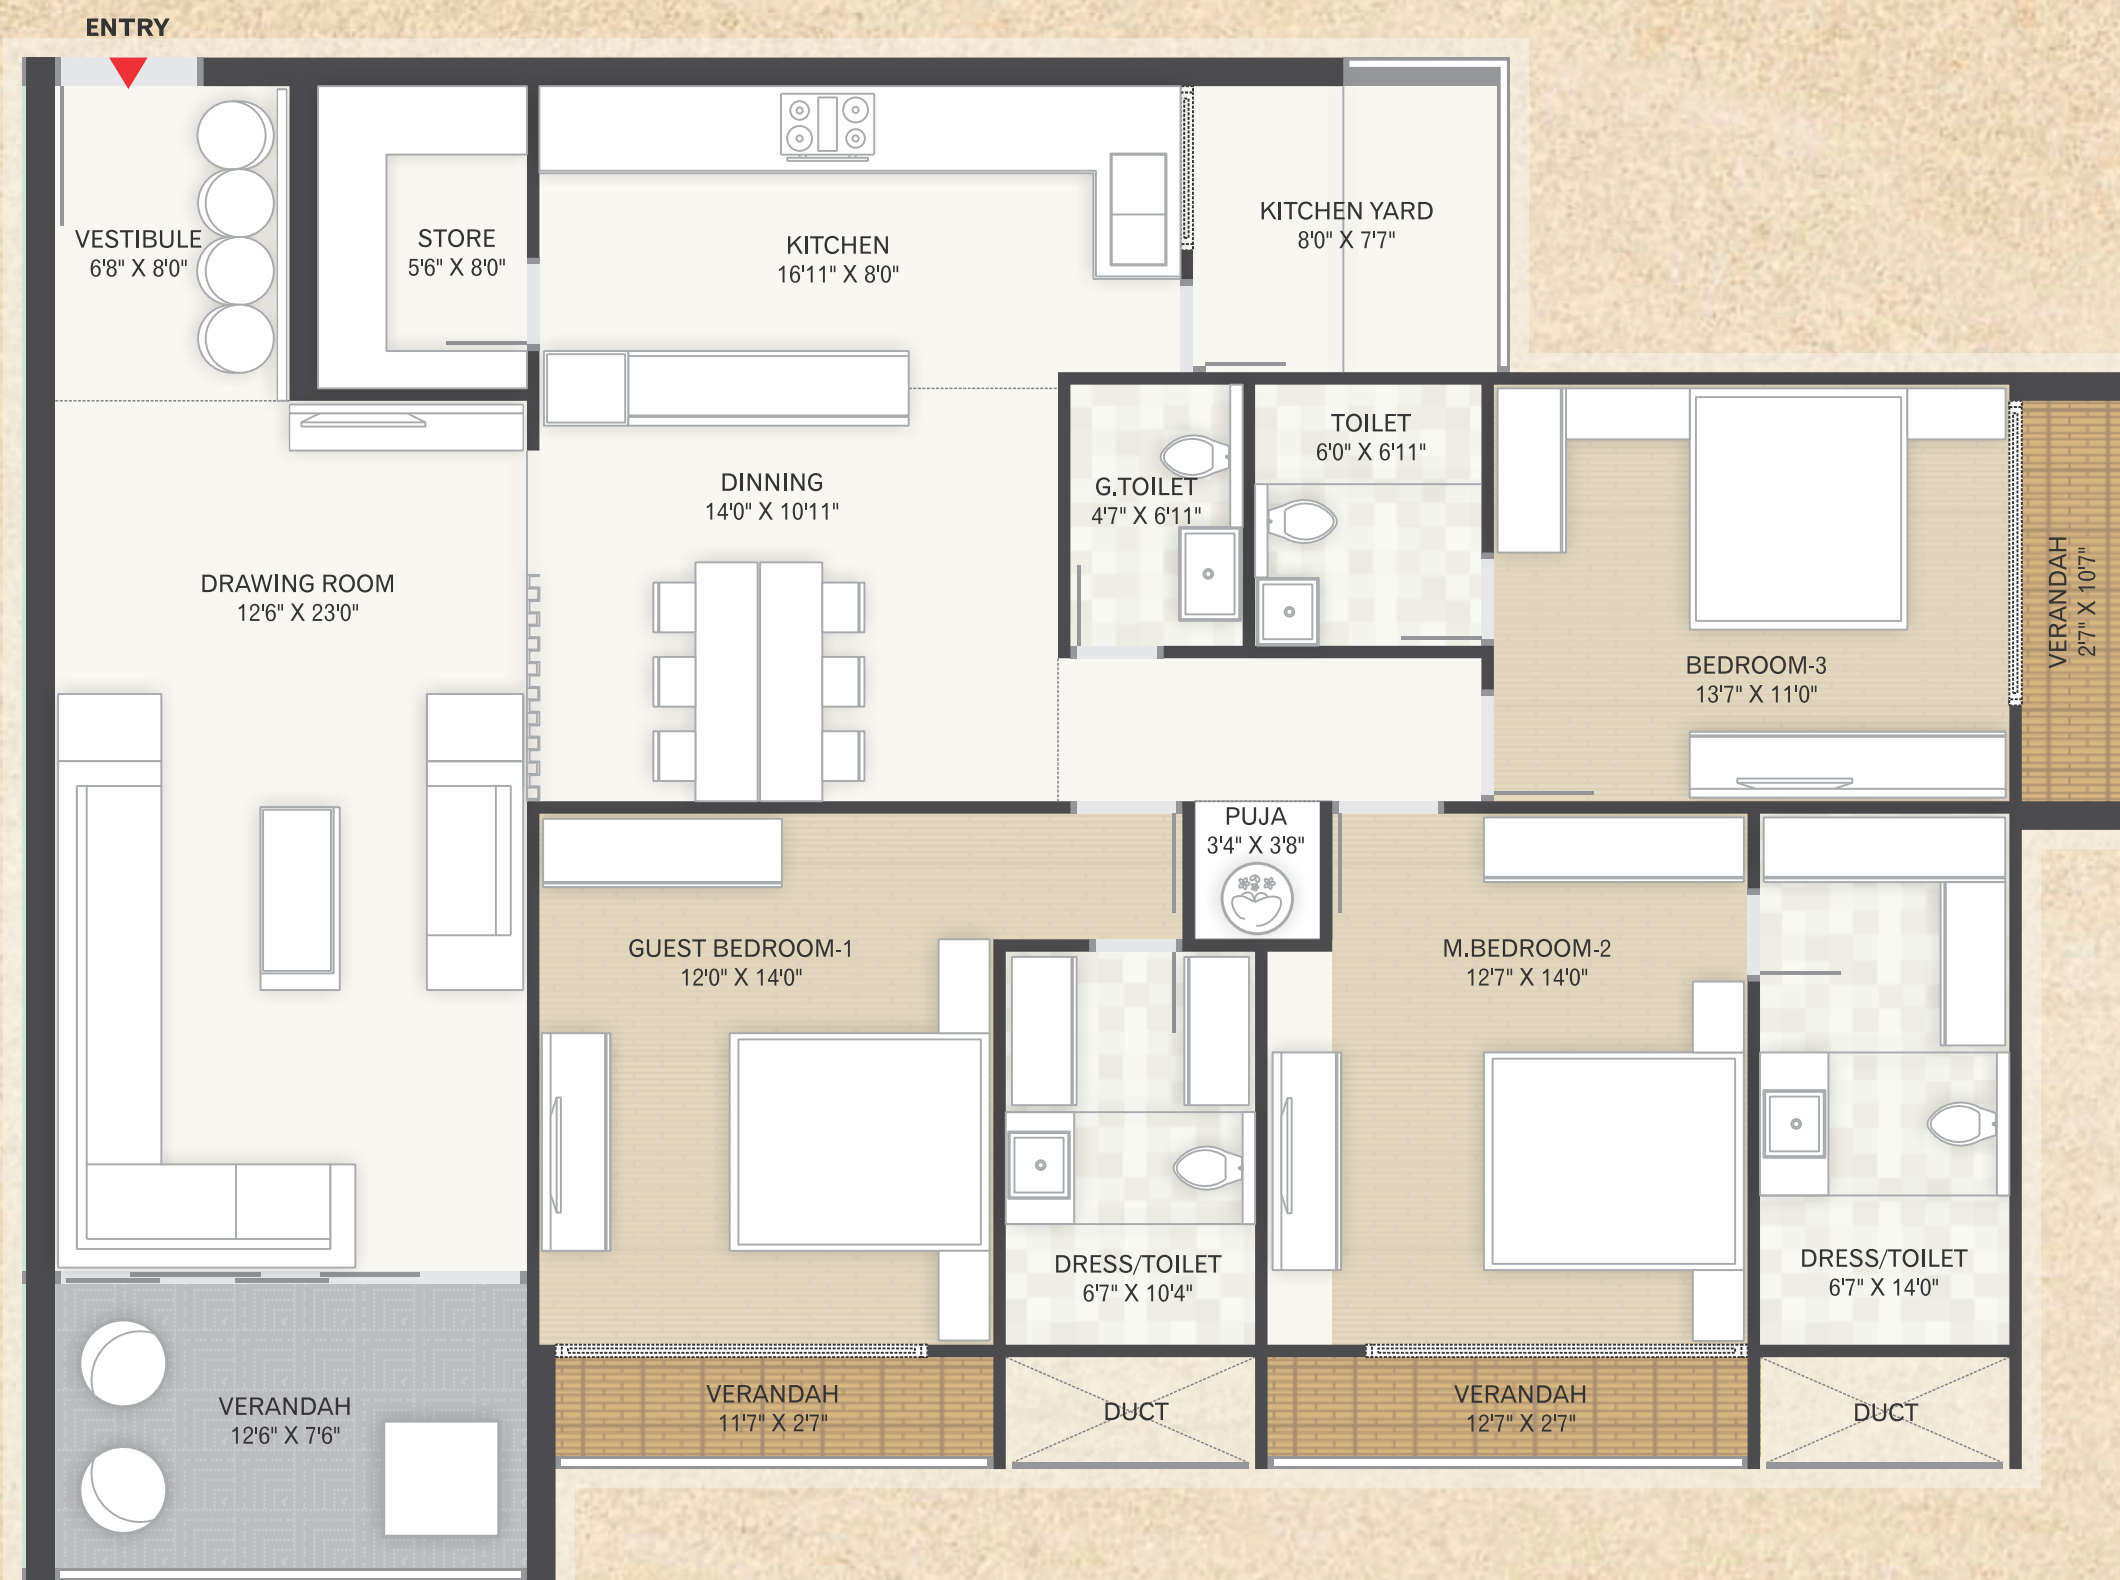 ENTRY
VESTIBULE
6'8" X 8'0"
STORE
5'6" X 8'0"
KITCHEN
16'11" X 8'0"
KITCHEN YARD
8'0" X 7'7"
DRAWING ROOM
12'6" X 23'0"
DINNING
14'0" X 10'11"
G.TOILET
4'7" X 6'11"
TOILET
6'0" X 6'11"
BEDROOM-3
13'7" X 11'0"
VERANDAH
2'7" X 10'7"
PUJA
3'4" X 3'8"
GUEST BEDROOM-1
12'0" X 14'0"
M.BEDROOM-2
12'7" X 14'0"
DRESS/TOILET
6'7" X 10'4"
DRESS/TOILET
6'7" X 14'0"
VERANDAH
12'6" X 7'6"
VERANDAH
11'7" X 2'7"
DUCT
VERANDAH
12'7" X 2'7"
DUCT